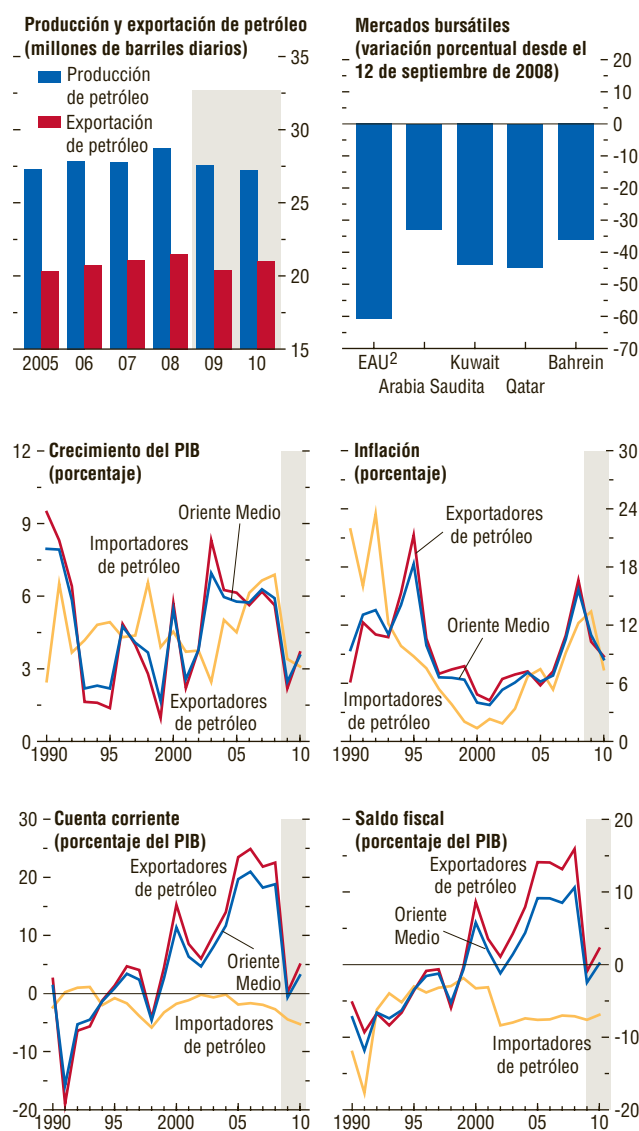 Producción y exportación de petróleo
(millones de barriles diarios)
35
30
25
20
15
Producción
de petróleo
Exportación
de petróleo
2005 06 07 08 09 10
Mercados bursátiles
(variación porcentual desde el
12 de septiembre de 2008)
20
10
0
-10
-20
-30
-40
-50
-60
-70
EAU2 Kuwait Bahrein
Arabia Saudita Qatar
Crecimiento del PIB
(porcentaje)
12
9
6
3
0
Oriente Medio
Importadores
de petróleo
Exportadores
de petróleo
1990 95 2000 05 10
Inflación
(porcentaje)
30
24
18
12
6
0
Exportadores
de petróleo
Oriente Medio
Importadores
de petróleo
1990 95 2000 05 10
Cuenta corriente
(porcentaje del PIB)
30
20
10
0
-10
-20
Exportadores
de petróleo
Oriente
Medio
Importadores
de petróleo
1990 95 2000 05 10
Saldo fiscal
(porcentaje del PIB)
20
10
0
-10
-20
Exportadores
de petróleo
Oriente
Medio
Importadores
de petróleo
1990 95 2000 05 10